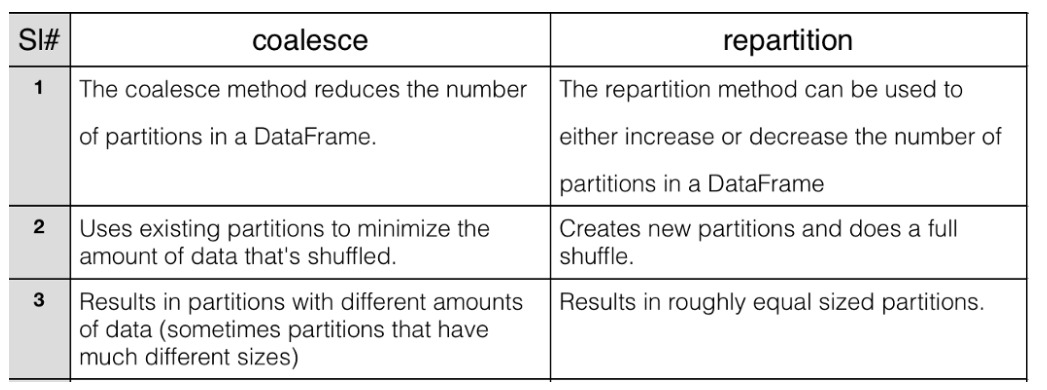 Sl# coalesce repartition
1 The coalesce method reduces the number The repartition method can be used to
of partitions in a DataFrame. either increase or decrease the number of
partitions in a DataFrame
2 Uses existing partitions to minimize the Creates new partitions and does a full
amount of data that's shuffled. shuffle.
3 Results in partitions with different amounts Results in roughly equal sized partitions.
of data (sometimes partitions that have
much different sizes)